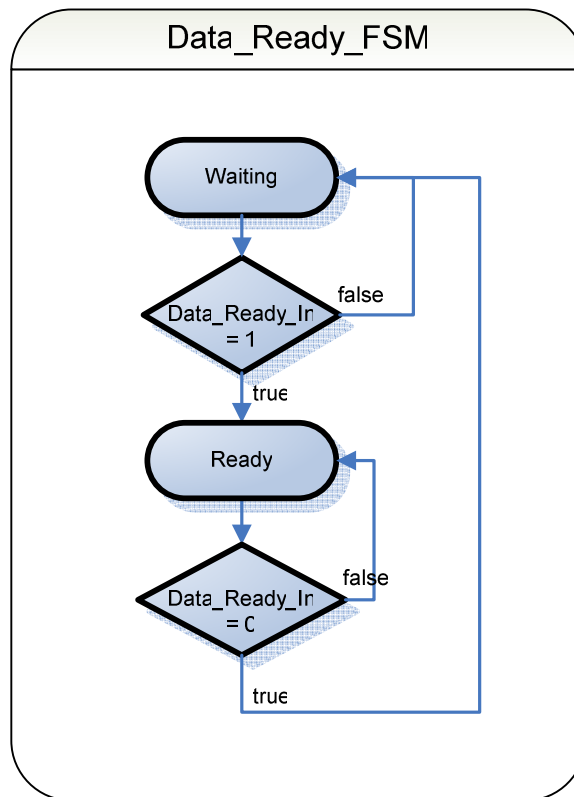 Data_Ready_FSM
Waiting
false
Data_Ready_In
= 1
true
Ready
false
Data_Ready_In
= 0
true